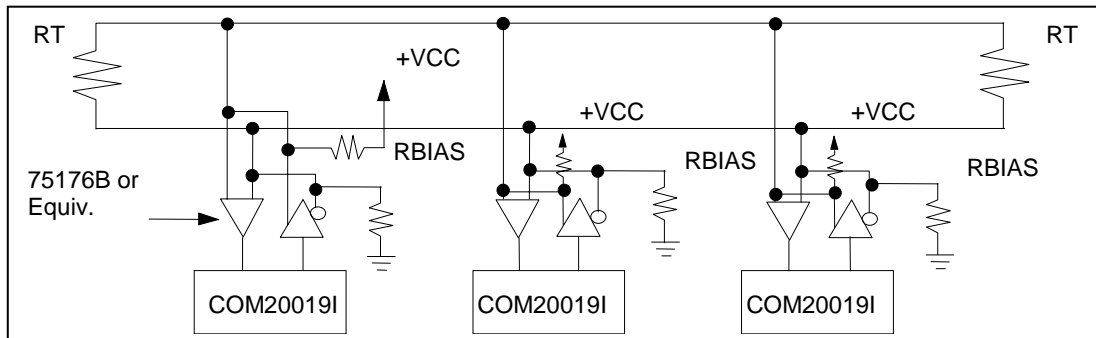 RT
RT
+VCC
+VCC
+VCC
RBIAS
RBIAS
RBIAS
75176B or
Equiv.
COM20019I
COM20019I
COM20019I